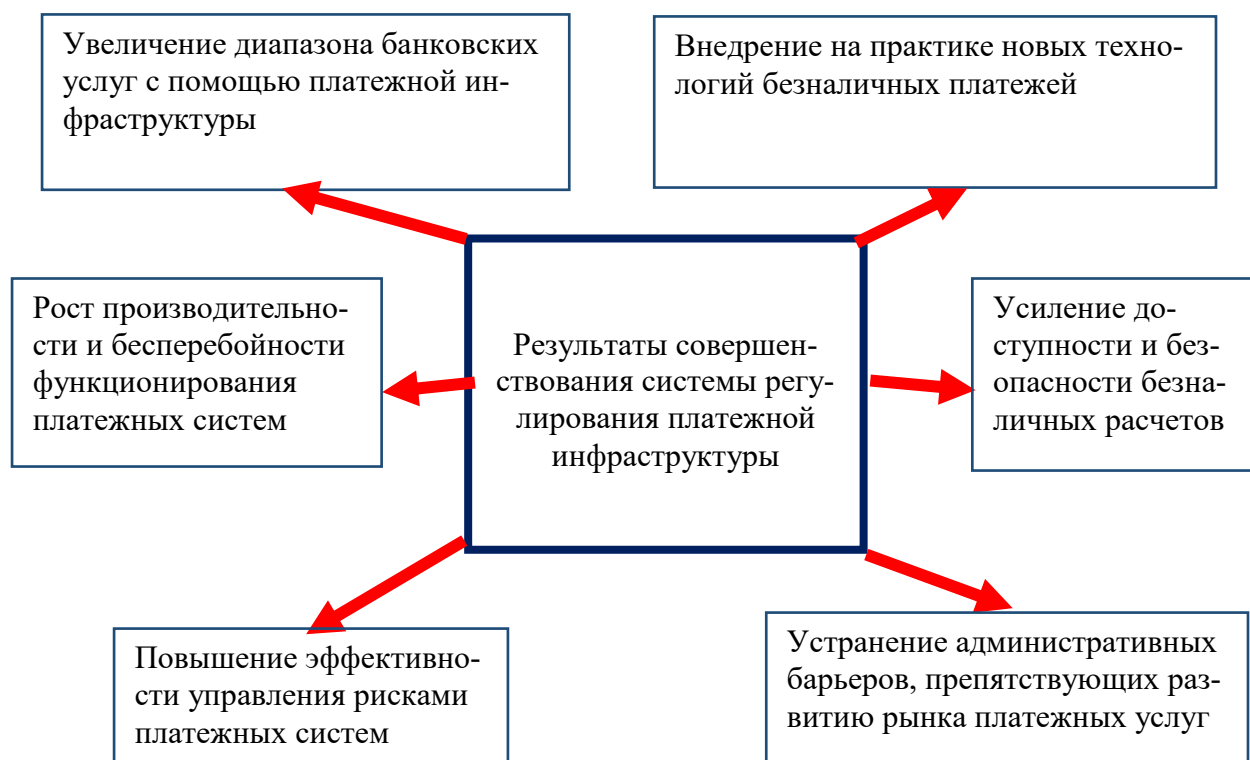 Увеличение диапазона банковских
услуг с помощью платежной ин-
фраструктуры
Внедрение на практике новых техно-
логий безналичных платежей
Рост производительно-
сти и бесперебойности
функционирования
платежных систем
Результаты совершен-
ствования системы регу-
лирования платежной
инфраструктуры
Усиление до-
ступности и без-
опасности безна-
личных расчетов
Повышение эффективно-
сти управления рисками
платежных систем
Устранение административных
барьеров, препятствующих раз-
витию рынка платежных услуг